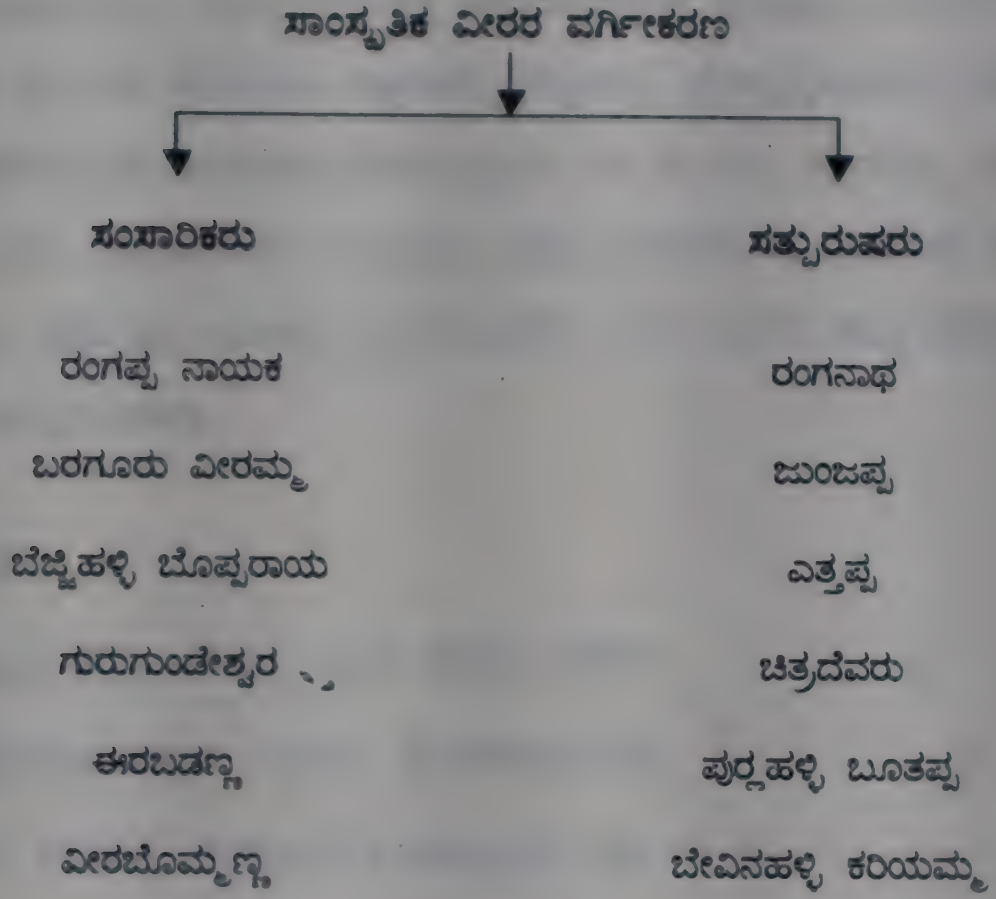 ಸಾಂಸ್ಕೃತಿಕ ವೀರರ ವರ್ಗೀಕರಣ
ಸಂಸಾರಿಕರು
ಸತ್ಪುರುಷರು
ರಂಗಪ್ಪ ನಾಯಕ
ರಂಗನಾಥ
ಬರಗೂರು ವೀರಮ್ಮ
ಜುಂಜಪ್ಪ
ಬೆಜ್ಜಿಹಳ್ಳಿ ಬೊಪ್ಪರಾಯ
ಎತ್ತಪ್ಪ
ಗುರುಗುಂಡೇಶ್ವರ
ಚಿತ್ರದೆವರು
ಈರಬಡಣ್ಣ
ಪುರ್‍ಲಹಳ್ಳಿ ಬೂತಪ್ಪ
ವೀರಬೊಮ್ಮಣ್ಣ
ಬೇವಿನಹಳ್ಳಿ ಕರಿಯಮ್ಮ